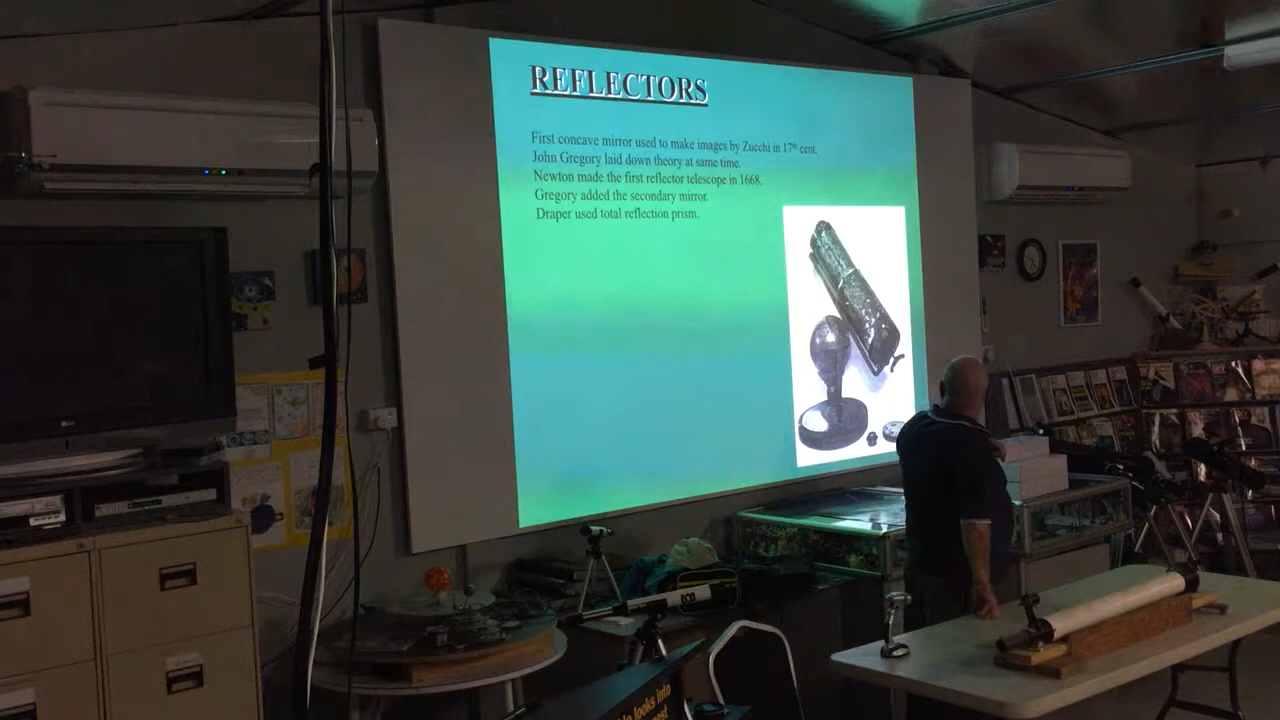 REFLECTORS
First concave mirror used to make images by Zucchi in 17th cent.
John Gregory laid down theory at same time.
Newton made the first reflector telescope in 1668.
Gregory added the secondary mirror.
Draper used total reflection prism.
looks into